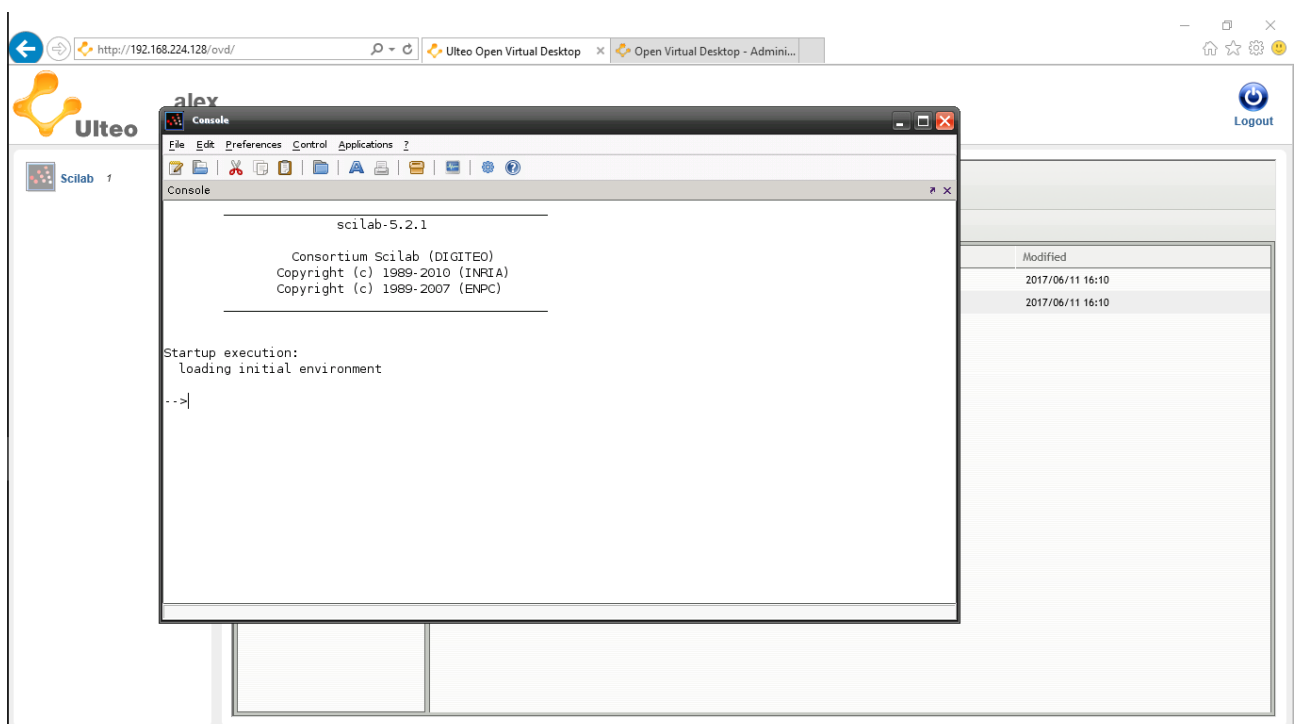 http://192.168.224.128/ovd/
Ulteo Open Virtual Desktop
Open Virtual Desktop - Admini...
Ulteo
alex
Logout
Scilab 1
Console
File Edit Preferences Control Applications ?
Console
scilab-5.2.1
Consortium Scilab (DIGITEO)
Copyright (c) 1989-2010 (INRIA)
Copyright (c) 1989-2007 (ENPC)
Startup execution:
loading initial environment
-->
Modified
2017/06/11 16:10
2017/06/11 16:10